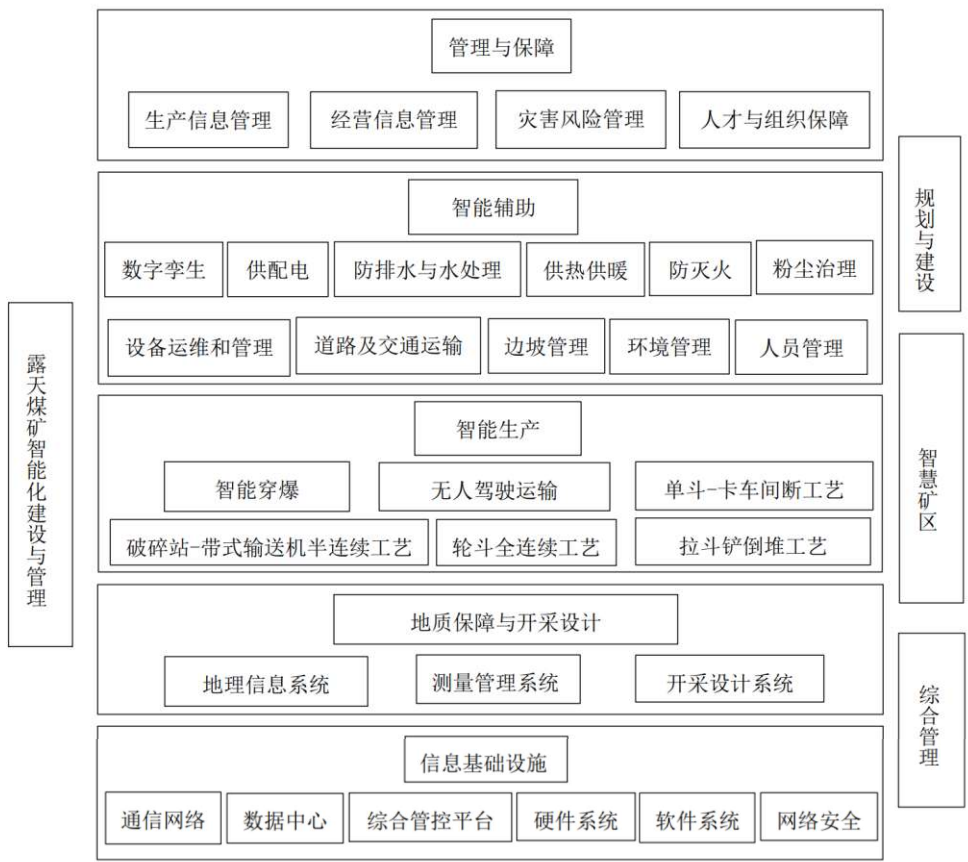 管理与保障
生产信息管理
经营信息管理
灾害风险管理
人才与组织保障
智能辅助
数字孪生
供配电
防排水与水处理
供热供暖
防灭火
粉尘治理
设备运维和管理
道路及交通运输
边坡管理
环境管理
人员管理
智能生产
智能穿爆
无人驾驶运输
单斗-卡车间断工艺
破碎站-带式输送机半连续工艺
轮斗全连续工艺
拉斗铲倒堆工艺
地质保障与开采设计
地理信息系统
测量管理系统
开采设计系统
信息基础设施
通信网络
数据中心
综合管控平台
硬件系统
软件系统
网络安全
露天煤矿智能化建设与管理
规划与建设
智慧矿区
综合管理